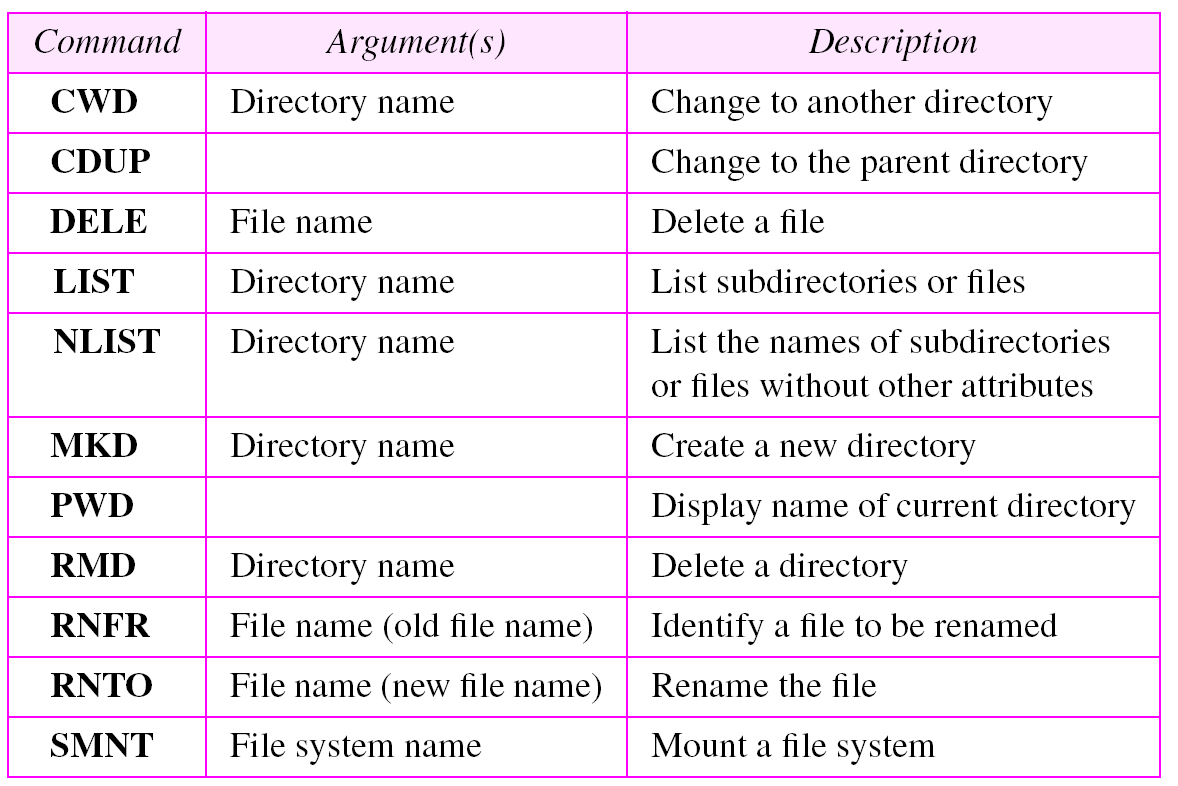 Command Argument(s) Description
CWD Directory name Change to another directory
CDUP Change to the parent directory
DELE File name Delete a file
LIST Directory name List subdirectories or files
NLIST Directory name List the names of subdirectories
or files without other attributes
MKD Directory name Create a new directory
PWD Display name of current directory
RMD Directory name Delete a directory
RNFR File name (old file name) Identify a file to be renamed
RNTO File name (new file name) Rename the file
SMNT File system name Mount a file system